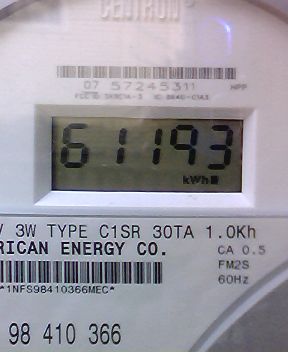 CENTRON
07 57245311 HPP
61193
kWh
V 3W TYPE C1SR 30TA 1.0Kh
RICAN ENERGY CO. CA 0.5
FM2S
*1NFS98410366MEC* 60Hz
98 410 366